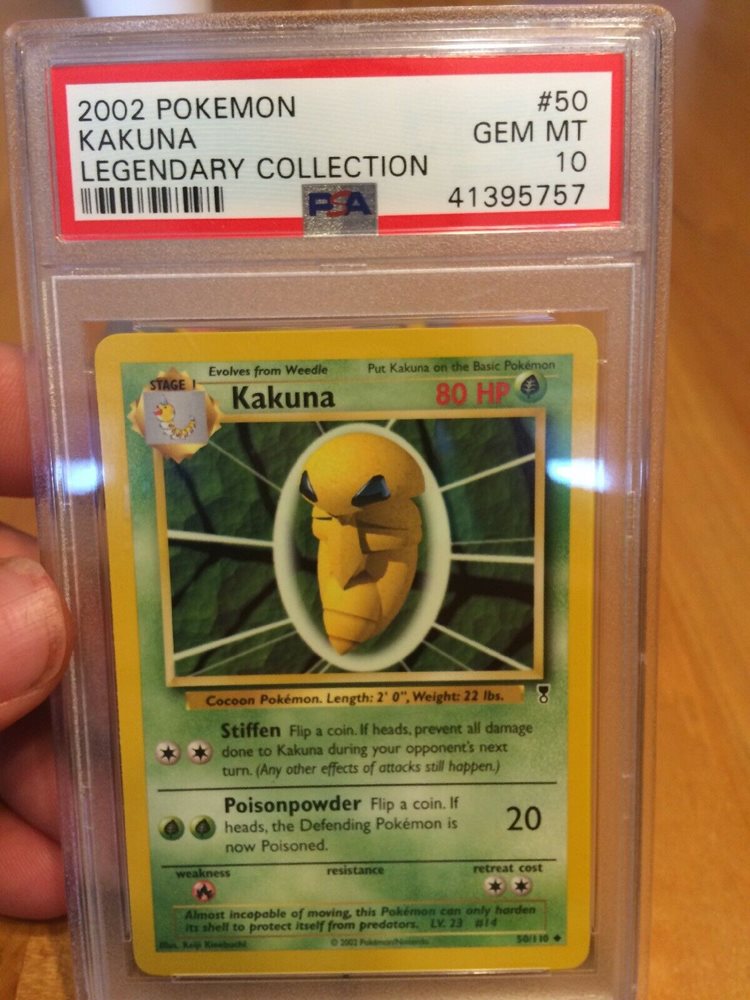 2002 POKEMON #50
KAKUNA GEM MT
LEGENDARY COLLECTION 10
PSA 41395757
Evolves from Weedle Put Kakuna on the Basic Pokémon
STAGE 1
Kakuna 80 HP
Cocoon Pokémon. Length: 2' 0", Weight: 22 lbs.
Stiffen Flip a coin. If heads, prevent all damage
done to Kakuna during your opponent's next
turn. (Any other effects of attacks still happen.)
Poisonpowder Flip a coin. If
heads, the Defending Pokémon is 20
now Poisoned.
weakness resistance retreat cost
Almost incapable of moving, this Pokémon can only harden
its shell to protect itself from predators. LV. 23 #14
Illus. Keiji Kinebuchi © 2002 Pokémon/Nintendo 50/110